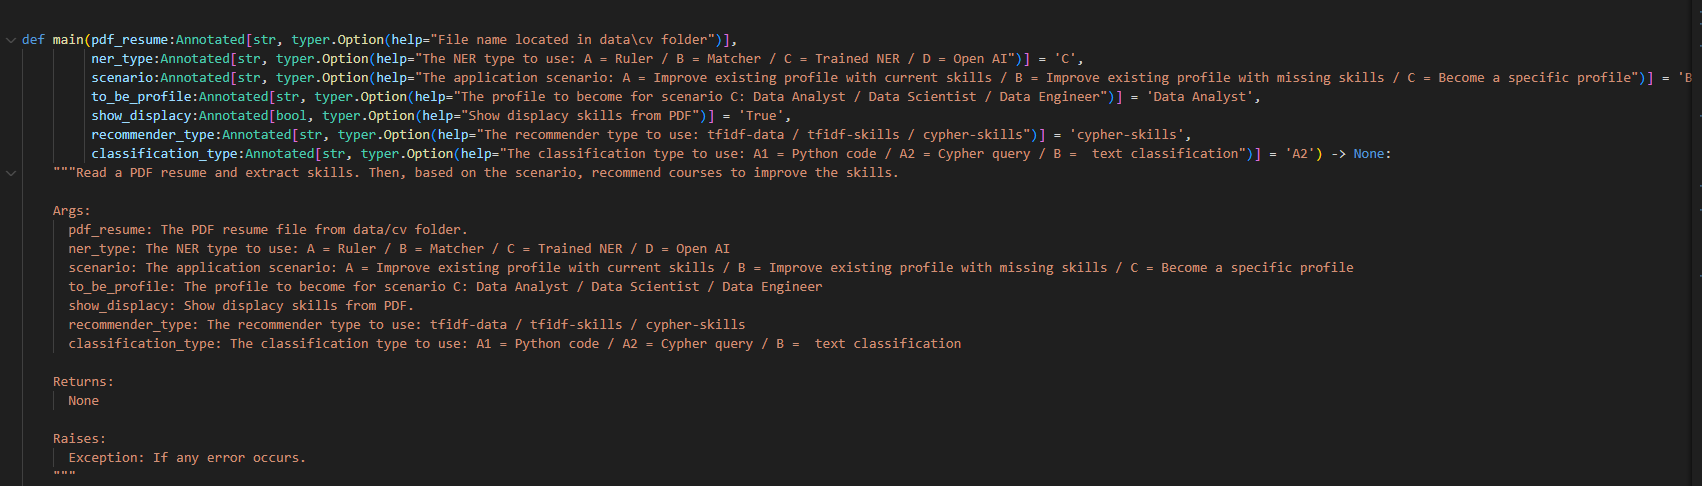 def main(pdf_resume:Annotated[str, typer.Option(help="File name located in data\cv folder")],
ner_type:Annotated[str, typer.Option(help="The NER type to use: A = Ruler / B = Matcher / C = Trained NER / D = Open AI")] = 'C',
scenario:Annotated[str, typer.Option(help="The application scenario: A = Improve existing profile with current skills / B = Improve existing profile with missing skills / C = Become a specific profile")] = 'B
to_be_profile:Annotated[str, typer.Option(help="The profile to become for scenario C: Data Analyst / Data Scientist / Data Engineer")] = 'Data Analyst',
show_displacy:Annotated[bool, typer.Option(help="Show displacy skills from PDF")] = 'True',
recommender_type:Annotated[str, typer.Option(help="The recommender type to use: tfidf-data / tfidf-skills / cypher-skills")] = 'cypher-skills',
classification_type:Annotated[str, typer.Option(help="The classification type to use: A1 = Python code / A2 = Cypher query / B =  text classification")] = 'A2') -> None:
"""Read a PDF resume and extract skills. Then, based on the scenario, recommend courses to improve the skills.
Args:
pdf_resume: The PDF resume file from data/cv folder.
ner_type: The NER type to use: A = Ruler / B = Matcher / C = Trained NER / D = Open AI
scenario: The application scenario: A = Improve existing profile with current skills / B = Improve existing profile with missing skills / C = Become a specific profile
to_be_profile: The profile to become for scenario C: Data Analyst / Data Scientist / Data Engineer
show_displacy: Show displacy skills from PDF.
recommender_type: The recommender type to use: tfidf-data / tfidf-skills / cypher-skills
classification_type: The classification type to use: A1 = Python code / A2 = Cypher query / B =  text classification
Returns:
None
Raises:
Exception: If any error occurs.
"""